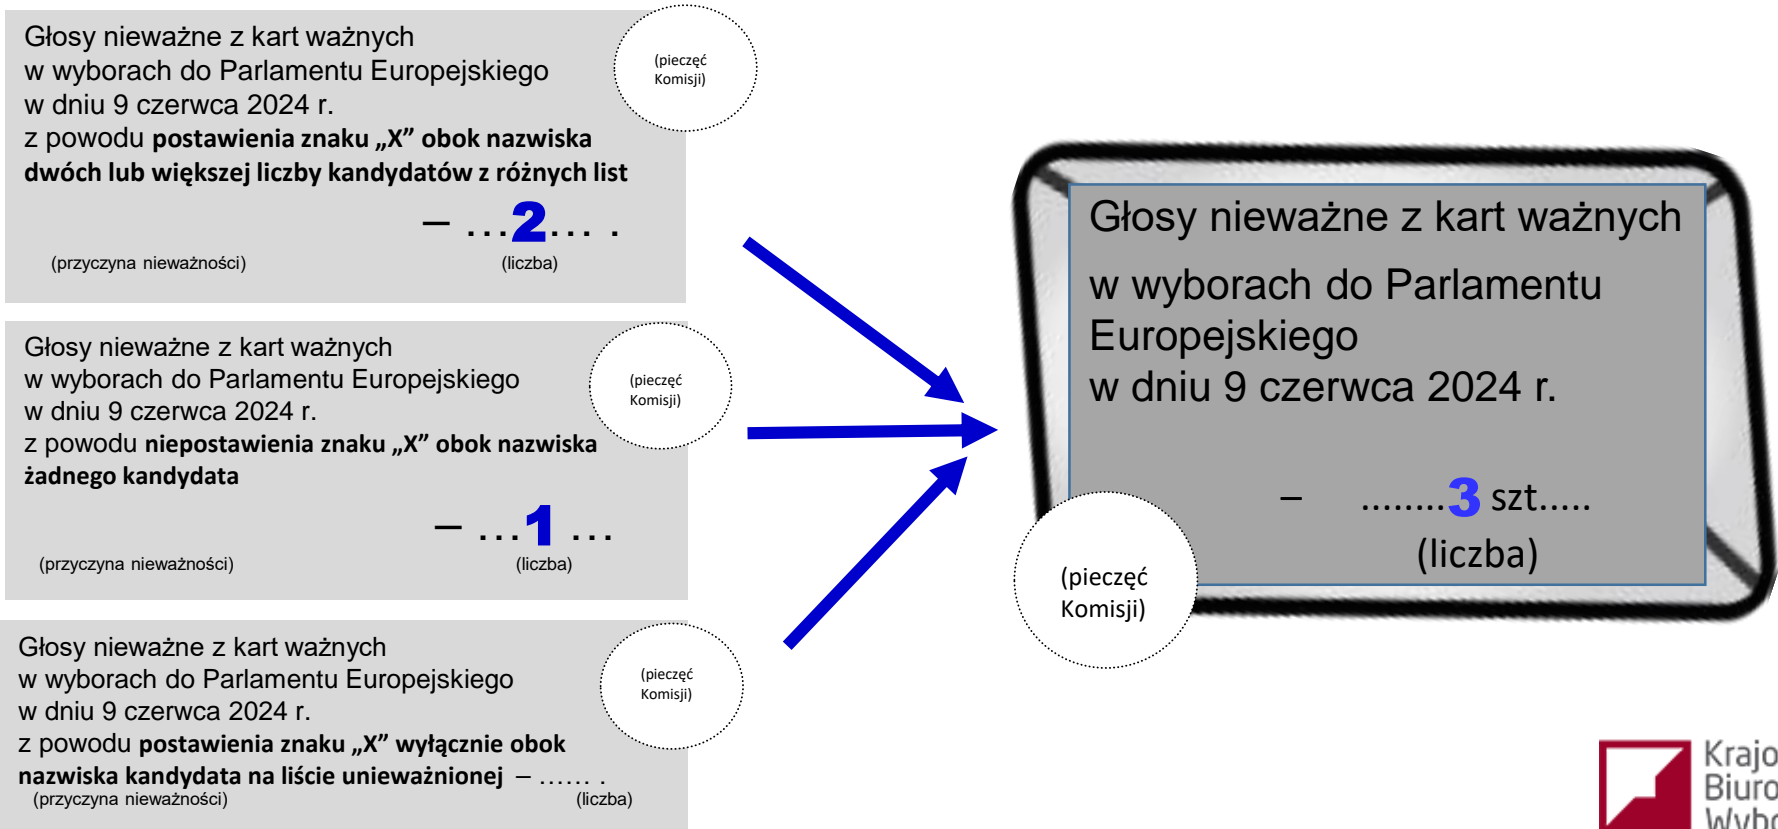 Głosy nieważne z kart ważnych
w wyborach do Parlamentu Europejskiego
w dniu 9 czerwca 2024 r.
z powodu postawienia znaku „X” obok nazwiska
dwóch lub większej liczby kandydatów z różnych list
– ...2... .
(przyczyna nieważności) (liczba)
(pieczęć
Komisji)
Głosy nieważne z kart ważnych
w wyborach do Parlamentu Europejskiego
w dniu 9 czerwca 2024 r.
z powodu niepostawienia znaku „X” obok nazwiska
żadnego kandydata
– ...1 ...
(przyczyna nieważności) (liczba)
(pieczęć
Komisji)
Głosy nieważne z kart ważnych
w wyborach do Parlamentu Europejskiego
w dniu 9 czerwca 2024 r.
z powodu postawienia znaku „X” wyłącznie obok
nazwiska kandydata na liście unieważnionej – ...... .
(przyczyna nieważności) (liczba)
(pieczęć
Komisji)
Głosy nieważne z kart ważnych
w wyborach do Parlamentu
Europejskiego
w dniu 9 czerwca 2024 r.
– ........3 szt.....
(liczba)
(pieczęć
Komisji)
Krajo
Biuro
Wybo